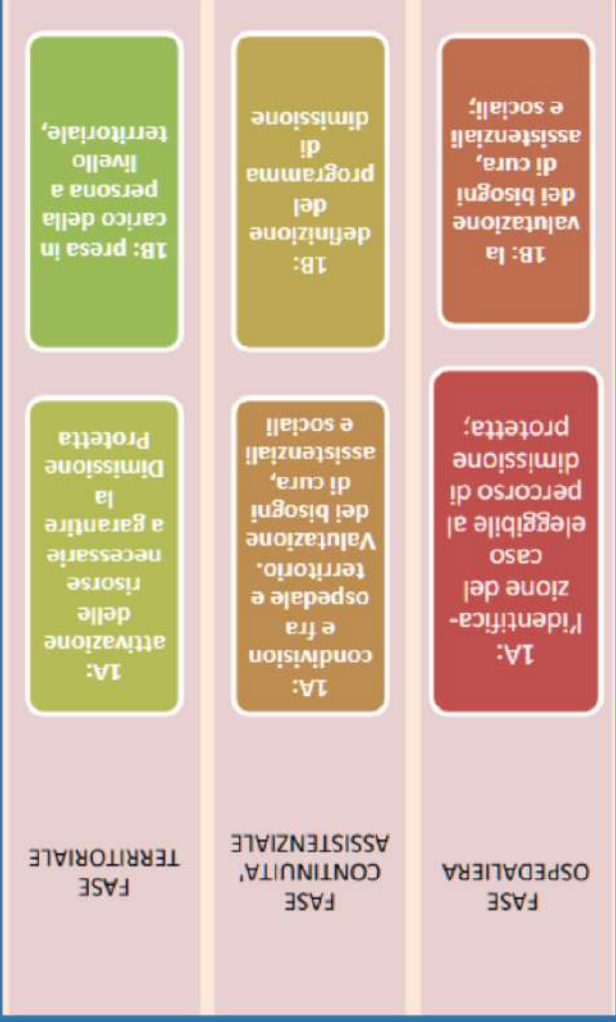 FASE
OSPEDALIERA
1A:
l'identifica-
zione del
caso
eleggibile al
percorso di
dimissione
protetta;
1B: la
valutazione
dei bisogni
di cura,
assistenziali
e sociali;
FASE
CONTINUITA'
ASSISTENZIALE
1A:
condivision
e fra
ospedale e
territorio.
Valutazione
dei bisogni
di cura,
assistenziali
e sociali
1B:
definizione
del
programma
di
dimissione
FASE
TERRITORIALE
1A:
attivazione
delle
risorse
necessarie
a garantire
la
Dimissione
Protetta
1B: presa in
carico della
persona a
livello
territoriale,